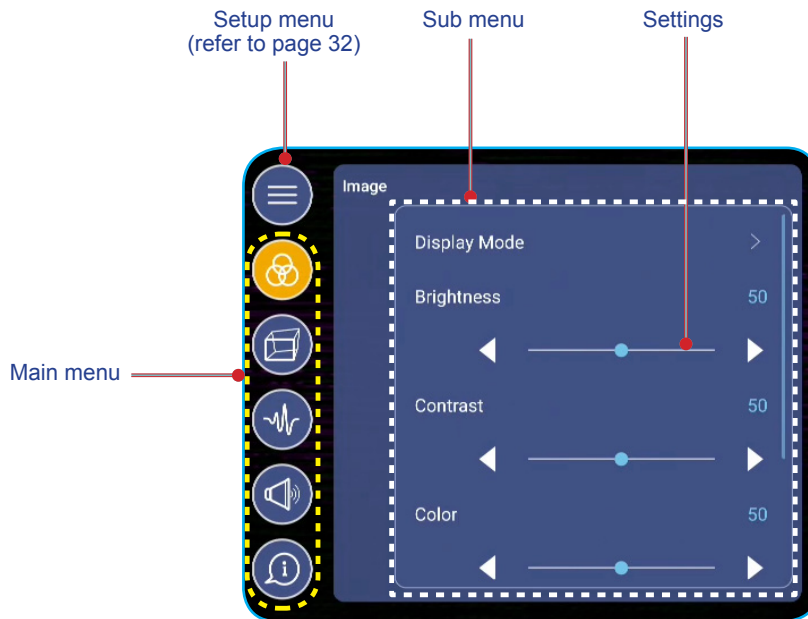 Setup menu
(refer to page 32)
Sub menu
Settings
Image
Display Mode >
Brightness 50
Main menu
Contrast 50
Color 50
i